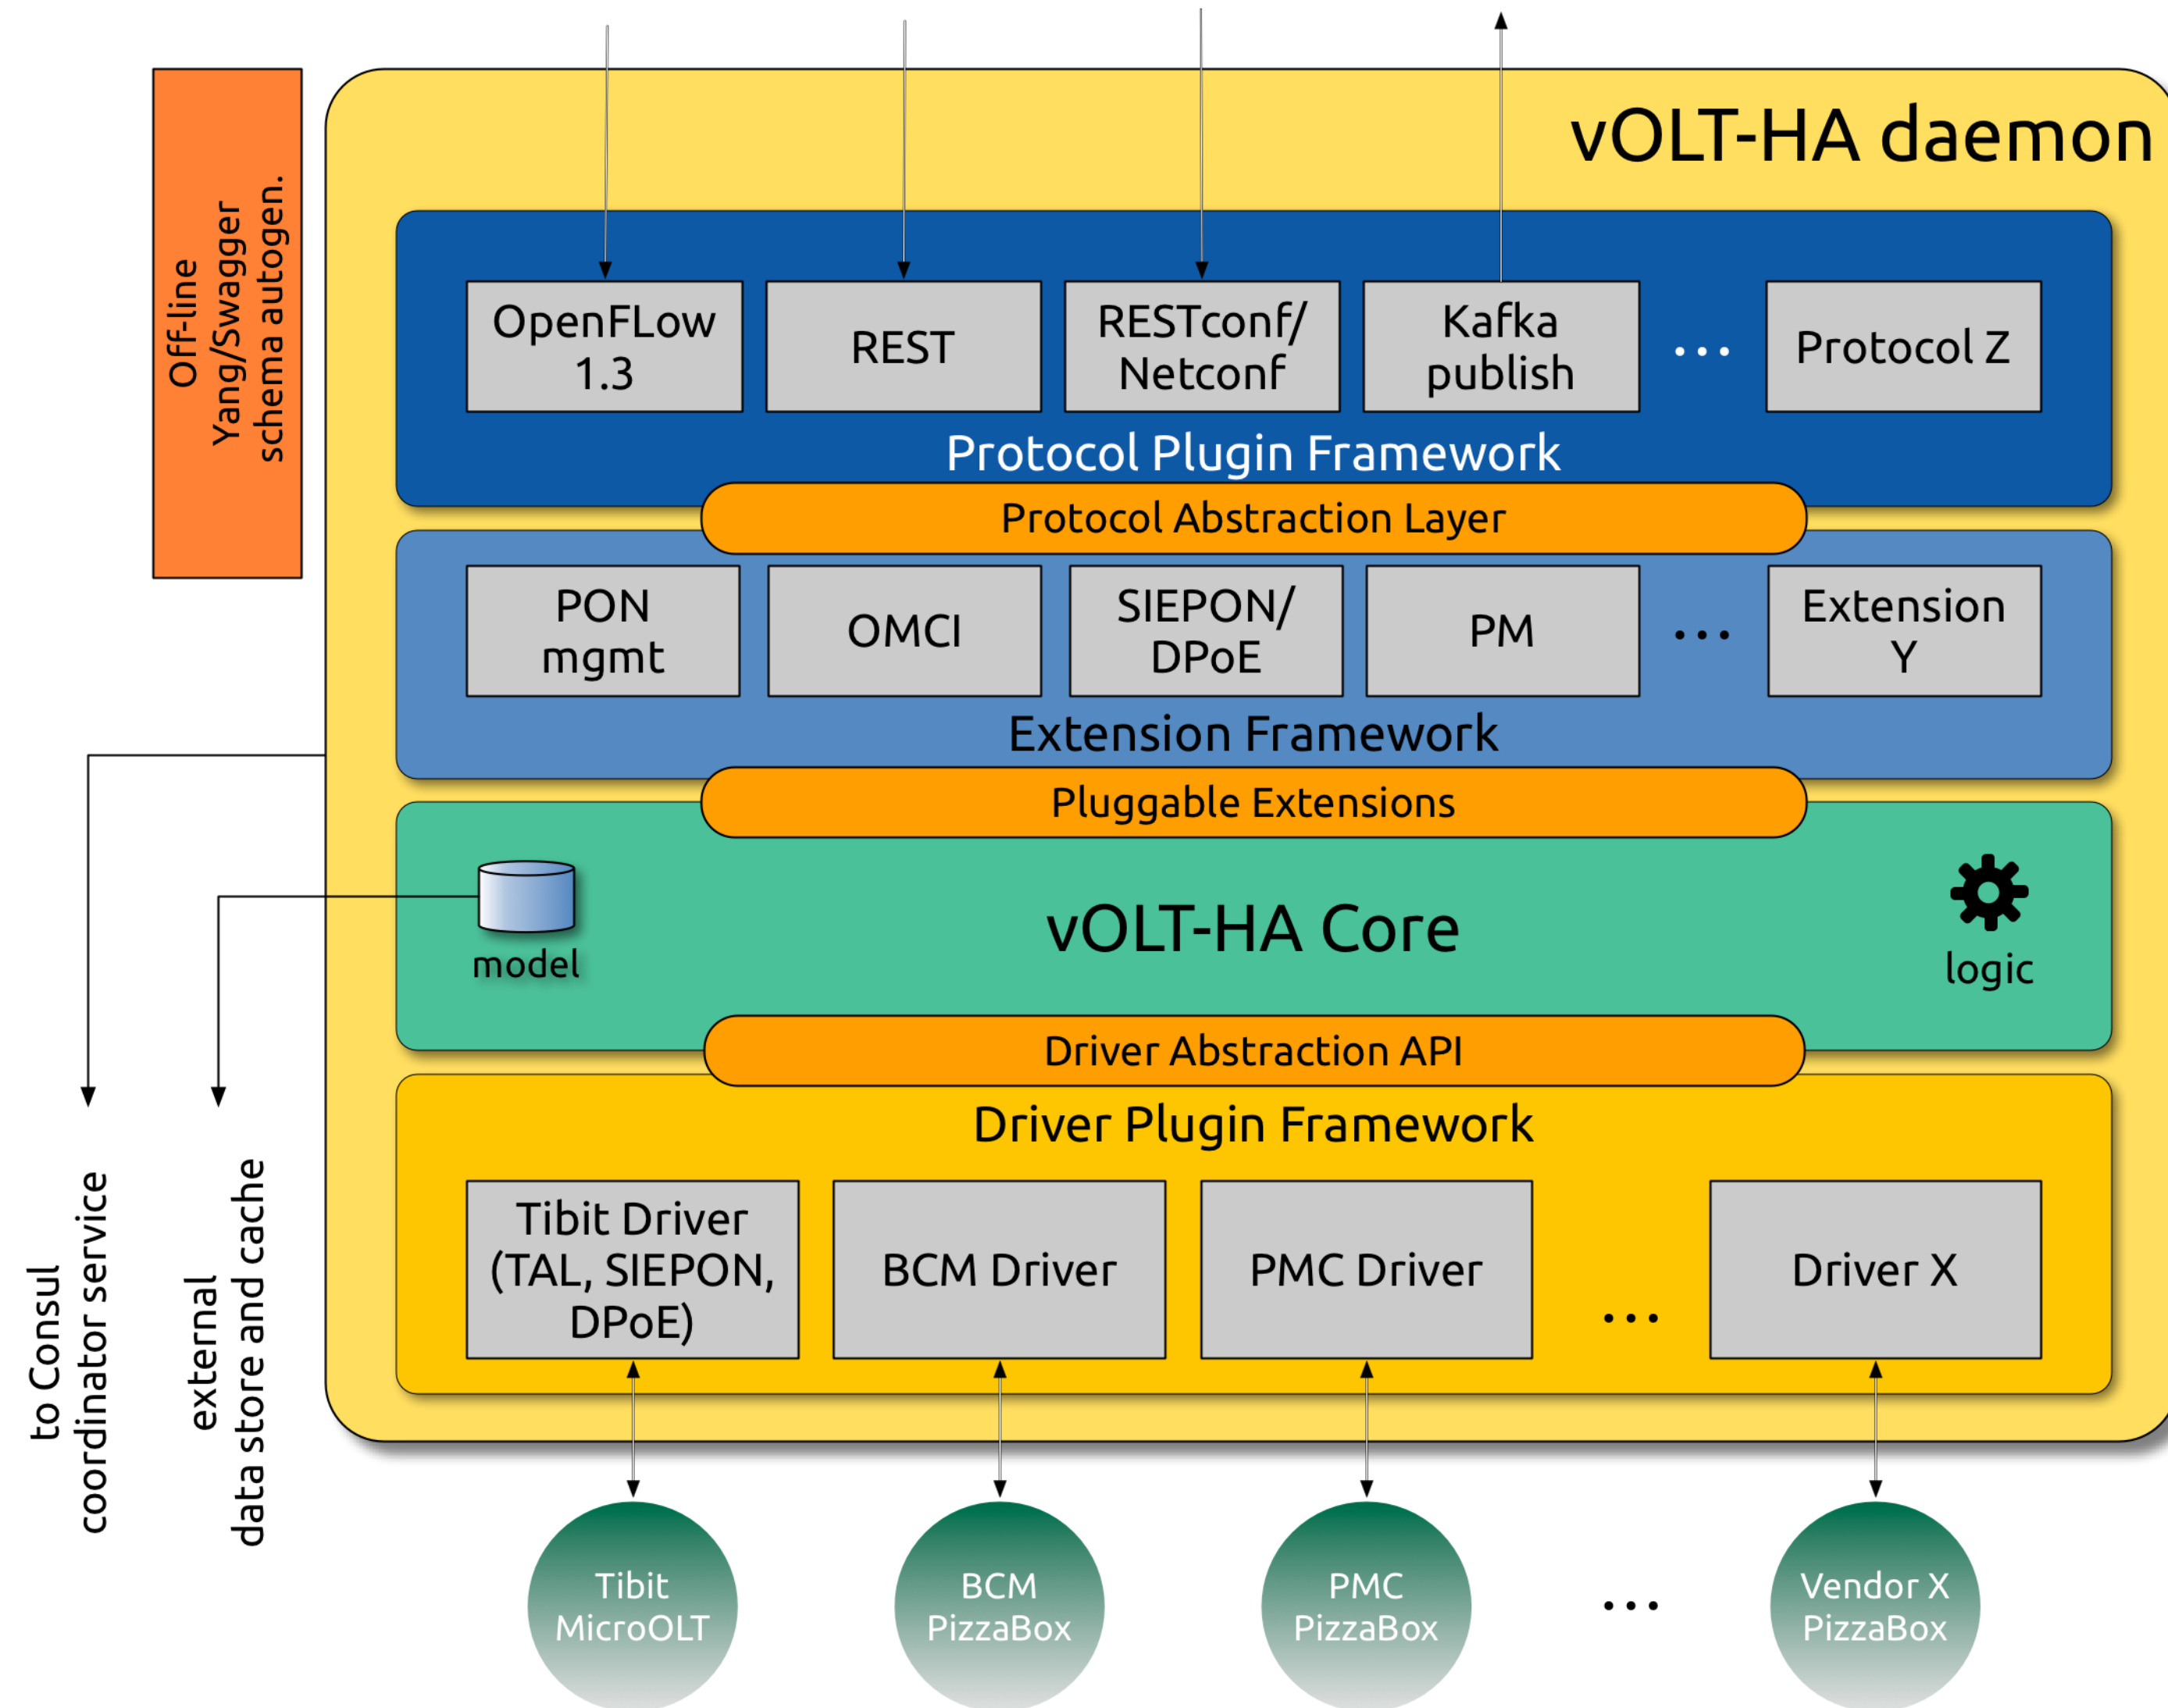 vOLT-HA daemon
Off-line
Yang/Swagger
schema autogen.
OpenFLow
1.3
REST
RESTconf/
Netconf
Kafka
publish
...
Protocol Z
Protocol Plugin Framework
Protocol Abstraction Layer
PON
mgmt
OMCI
SIEPON/
DPoE
PM
...
Extension
Y
Extension Framework
Pluggable Extensions
model
vOLT-HA Core
logic
Driver Abstraction API
Driver Plugin Framework
Tibit Driver
(TAL, SIEPON,
DPoE)
BCM Driver
PMC Driver
...
Driver X
to Consul
coordinator service
external
data store and cache
Tibit
MicroOLT
BCM
PizzaBox
PMC
PizzaBox
...
Vendor X
PizzaBox